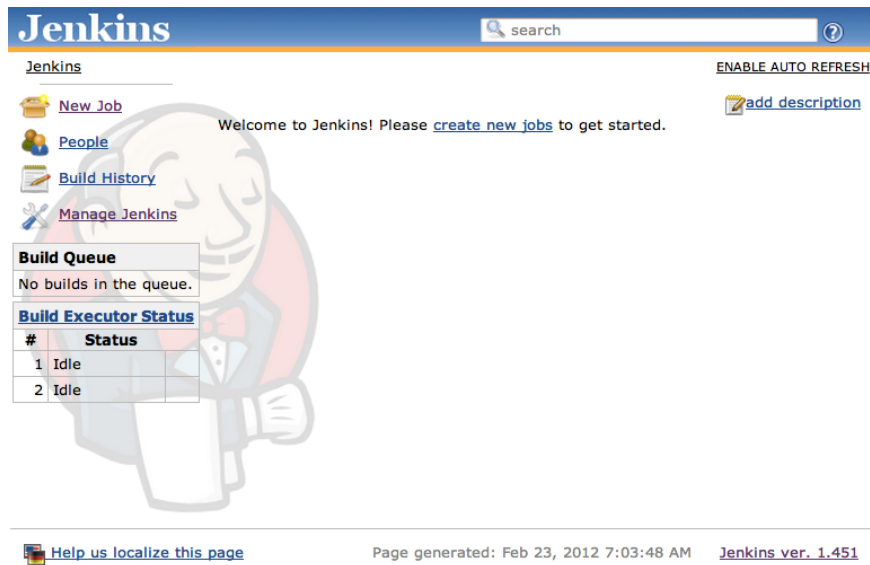 Jenkins
search
Jenkins
ENABLE AUTO REFRESH
New Job
add description
Welcome to Jenkins! Please create new jobs to get started.
People
Build History
Manage Jenkins
Build Queue
No builds in the queue.
Build Executor Status
# Status
1 Idle
2 Idle
Help us localize this page
Page generated: Feb 23, 2012 7:03:48 AM
Jenkins ver. 1.451